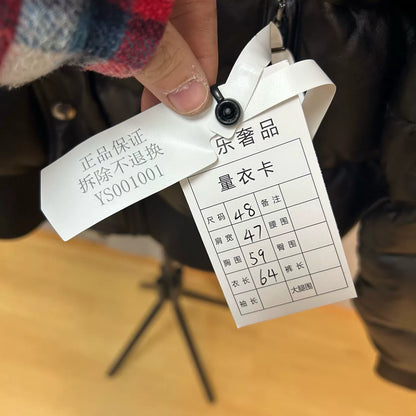 正品保证
拆除不退换
YS001001
乐奢品
量衣卡
尺码 48 备注
肩宽 47 腰围
胸围 59 臀围
衣长 64 裤长
袖长 大腿围